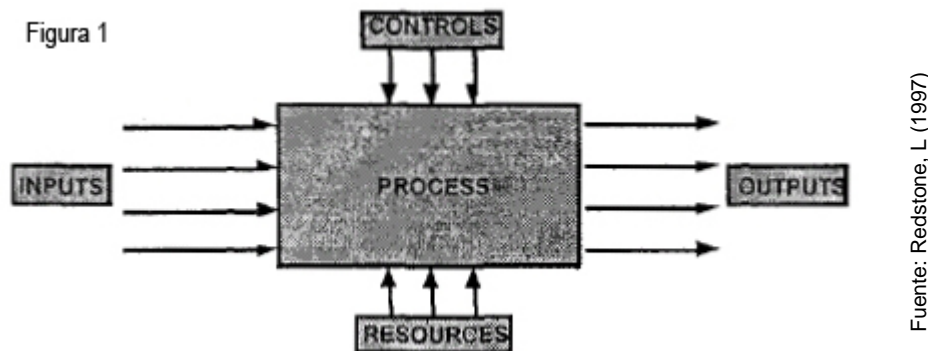 Figura 1
CONTROLS
INPUTS
PROCESS
OUTPUTS
RESOURCES
Fuente: Redstone, L (1997)